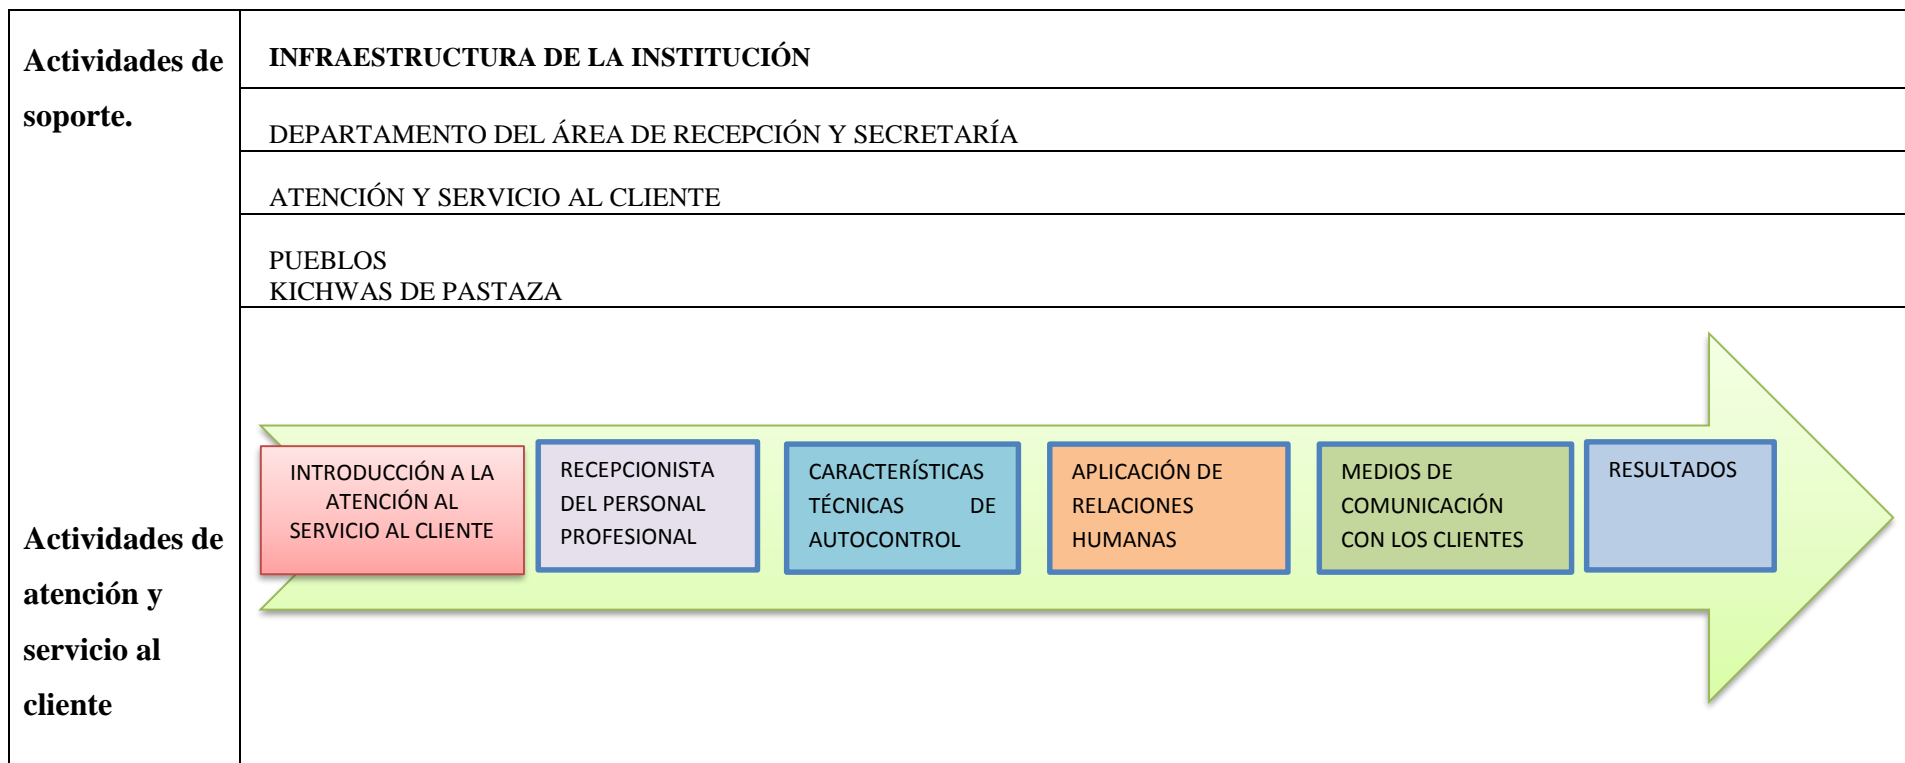 Actividades de
soporte.
INFRAESTRUCTURA DE LA INSTITUCIÓN
DEPARTAMENTO DEL ÁREA DE RECEPCIÓN Y SECRETARÍA
ATENCIÓN Y SERVICIO AL CLIENTE
PUEBLOS
KICHWAS DE PASTAZA
Actividades de
atención y
servicio al
cliente
INTRODUCCIÓN A LA
ATENCIÓN AL
SERVICIO AL CLIENTE
RECEPCIONISTA
DEL PERSONAL
PROFESIONAL
CARACTERÍSTICAS
TÉCNICAS DE
AUTOCONTROL
APLICACIÓN DE
RELACIONES
HUMANAS
MEDIOS DE
COMUNICACIÓN
CON LOS CLIENTES
RESULTADOS